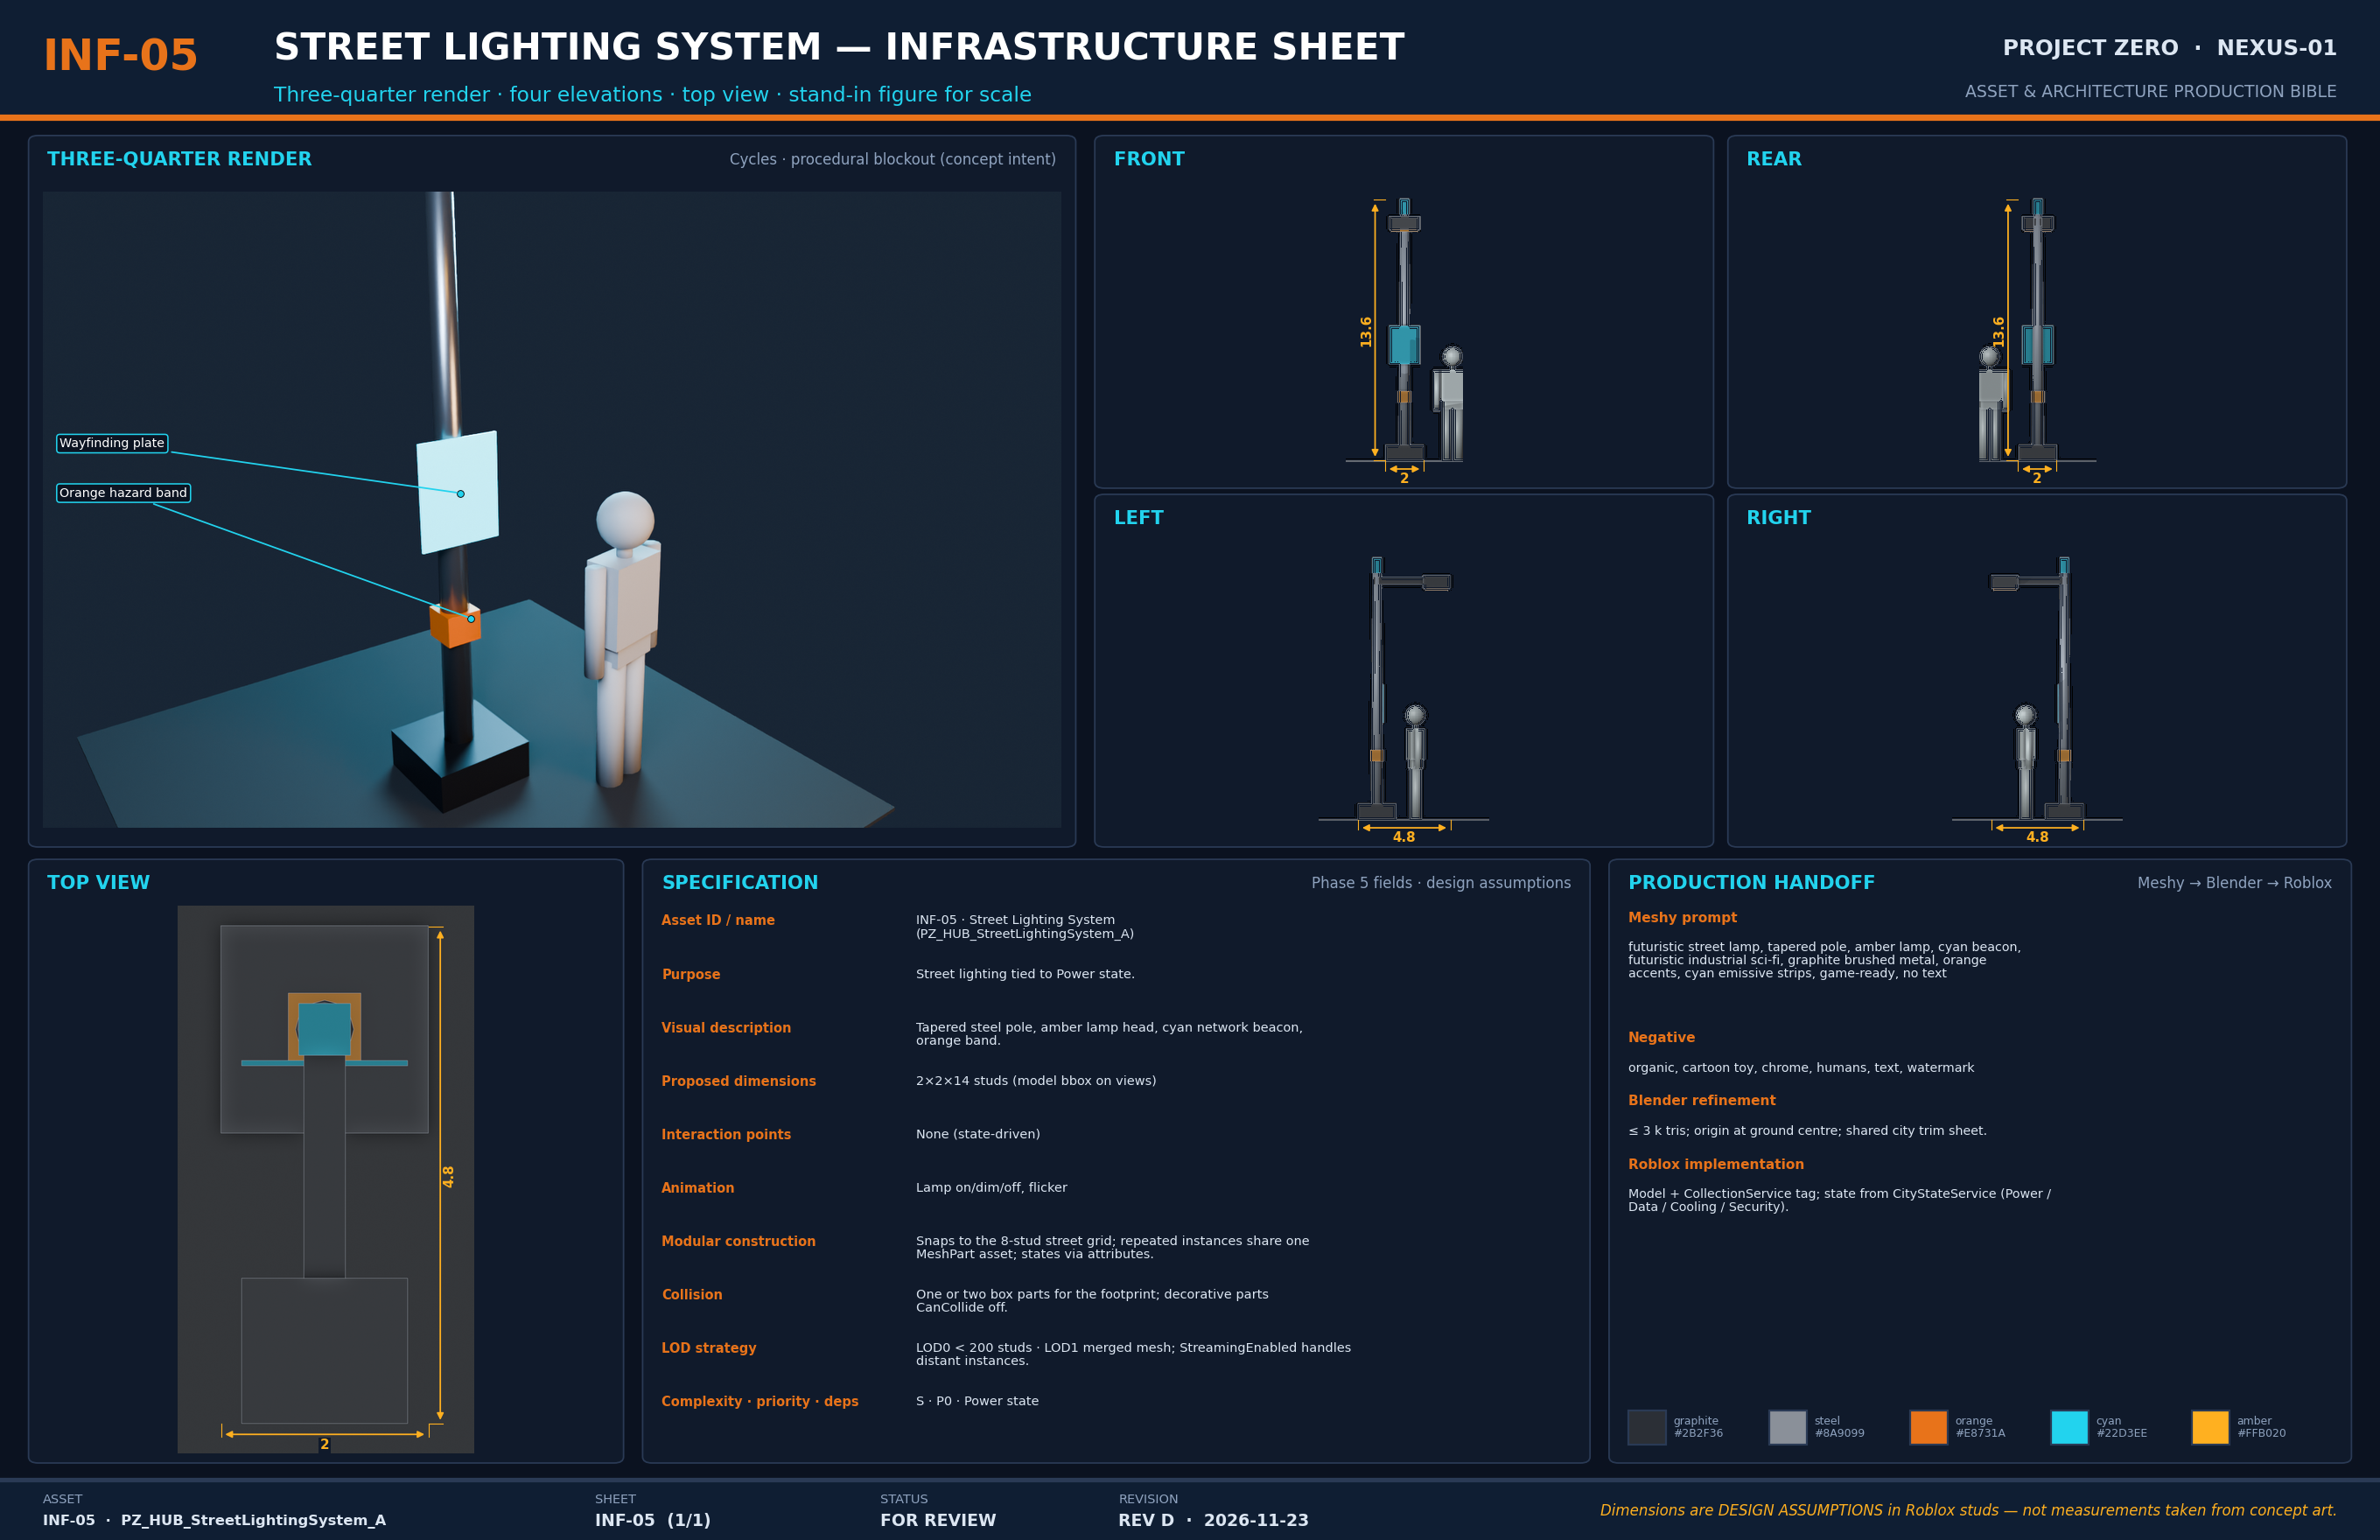 INF-05
STREET LIGHTING SYSTEM — INFRASTRUCTURE SHEET
Three-quarter render · four elevations · top view · stand-in figure for scale
PROJECT ZERO · NEXUS-01
ASSET & ARCHITECTURE PRODUCTION BIBLE
THREE-QUARTER RENDER
Cycles · procedural blockout (concept intent)
Wayfinding plate
Orange hazard band
FRONT
13.6
2
REAR
13.6
2
LEFT
4.8
RIGHT
4.8
TOP VIEW
4.8
2
SPECIFICATION
Phase 5 fields · design assumptions
Asset ID / name
INF-05 · Street Lighting System
(PZ_HUB_StreetLightingSystem_A)
Purpose
Street lighting tied to Power state.
Visual description
Tapered steel pole, amber lamp head, cyan network beacon,
orange band.
Proposed dimensions
2×2×14 studs (model bbox on views)
Interaction points
None (state-driven)
Animation
Lamp on/dim/off, flicker
Modular construction
Snaps to the 8-stud street grid; repeated instances share one
MeshPart asset; states via attributes.
Collision
One or two box parts for the footprint; decorative parts
CanCollide off.
LOD strategy
LOD0 < 200 studs · LOD1 merged mesh; StreamingEnabled handles
distant instances.
Complexity · priority · deps
S · P0 · Power state
PRODUCTION HANDOFF
Meshy → Blender → Roblox
Meshy prompt
futuristic street lamp, tapered pole, amber lamp, cyan beacon,
futuristic industrial sci-fi, graphite brushed metal, orange
accents, cyan emissive strips, game-ready, no text
Negative
organic, cartoon toy, chrome, humans, text, watermark
Blender refinement
≤ 3 k tris; origin at ground centre; shared city trim sheet.
Roblox implementation
Model + CollectionService tag; state from CityStateService (Power /
Data / Cooling / Security).
graphite
#2B2F36
steel
#8A9099
orange
#E8731A
cyan
#22D3EE
amber
#FFB020
ASSET
INF-05 · PZ_HUB_StreetLightingSystem_A
SHEET
INF-05 (1/1)
STATUS
FOR REVIEW
REVISION
REV D · 2026-11-23
Dimensions are DESIGN ASSUMPTIONS in Roblox studs — not measurements taken from concept art.